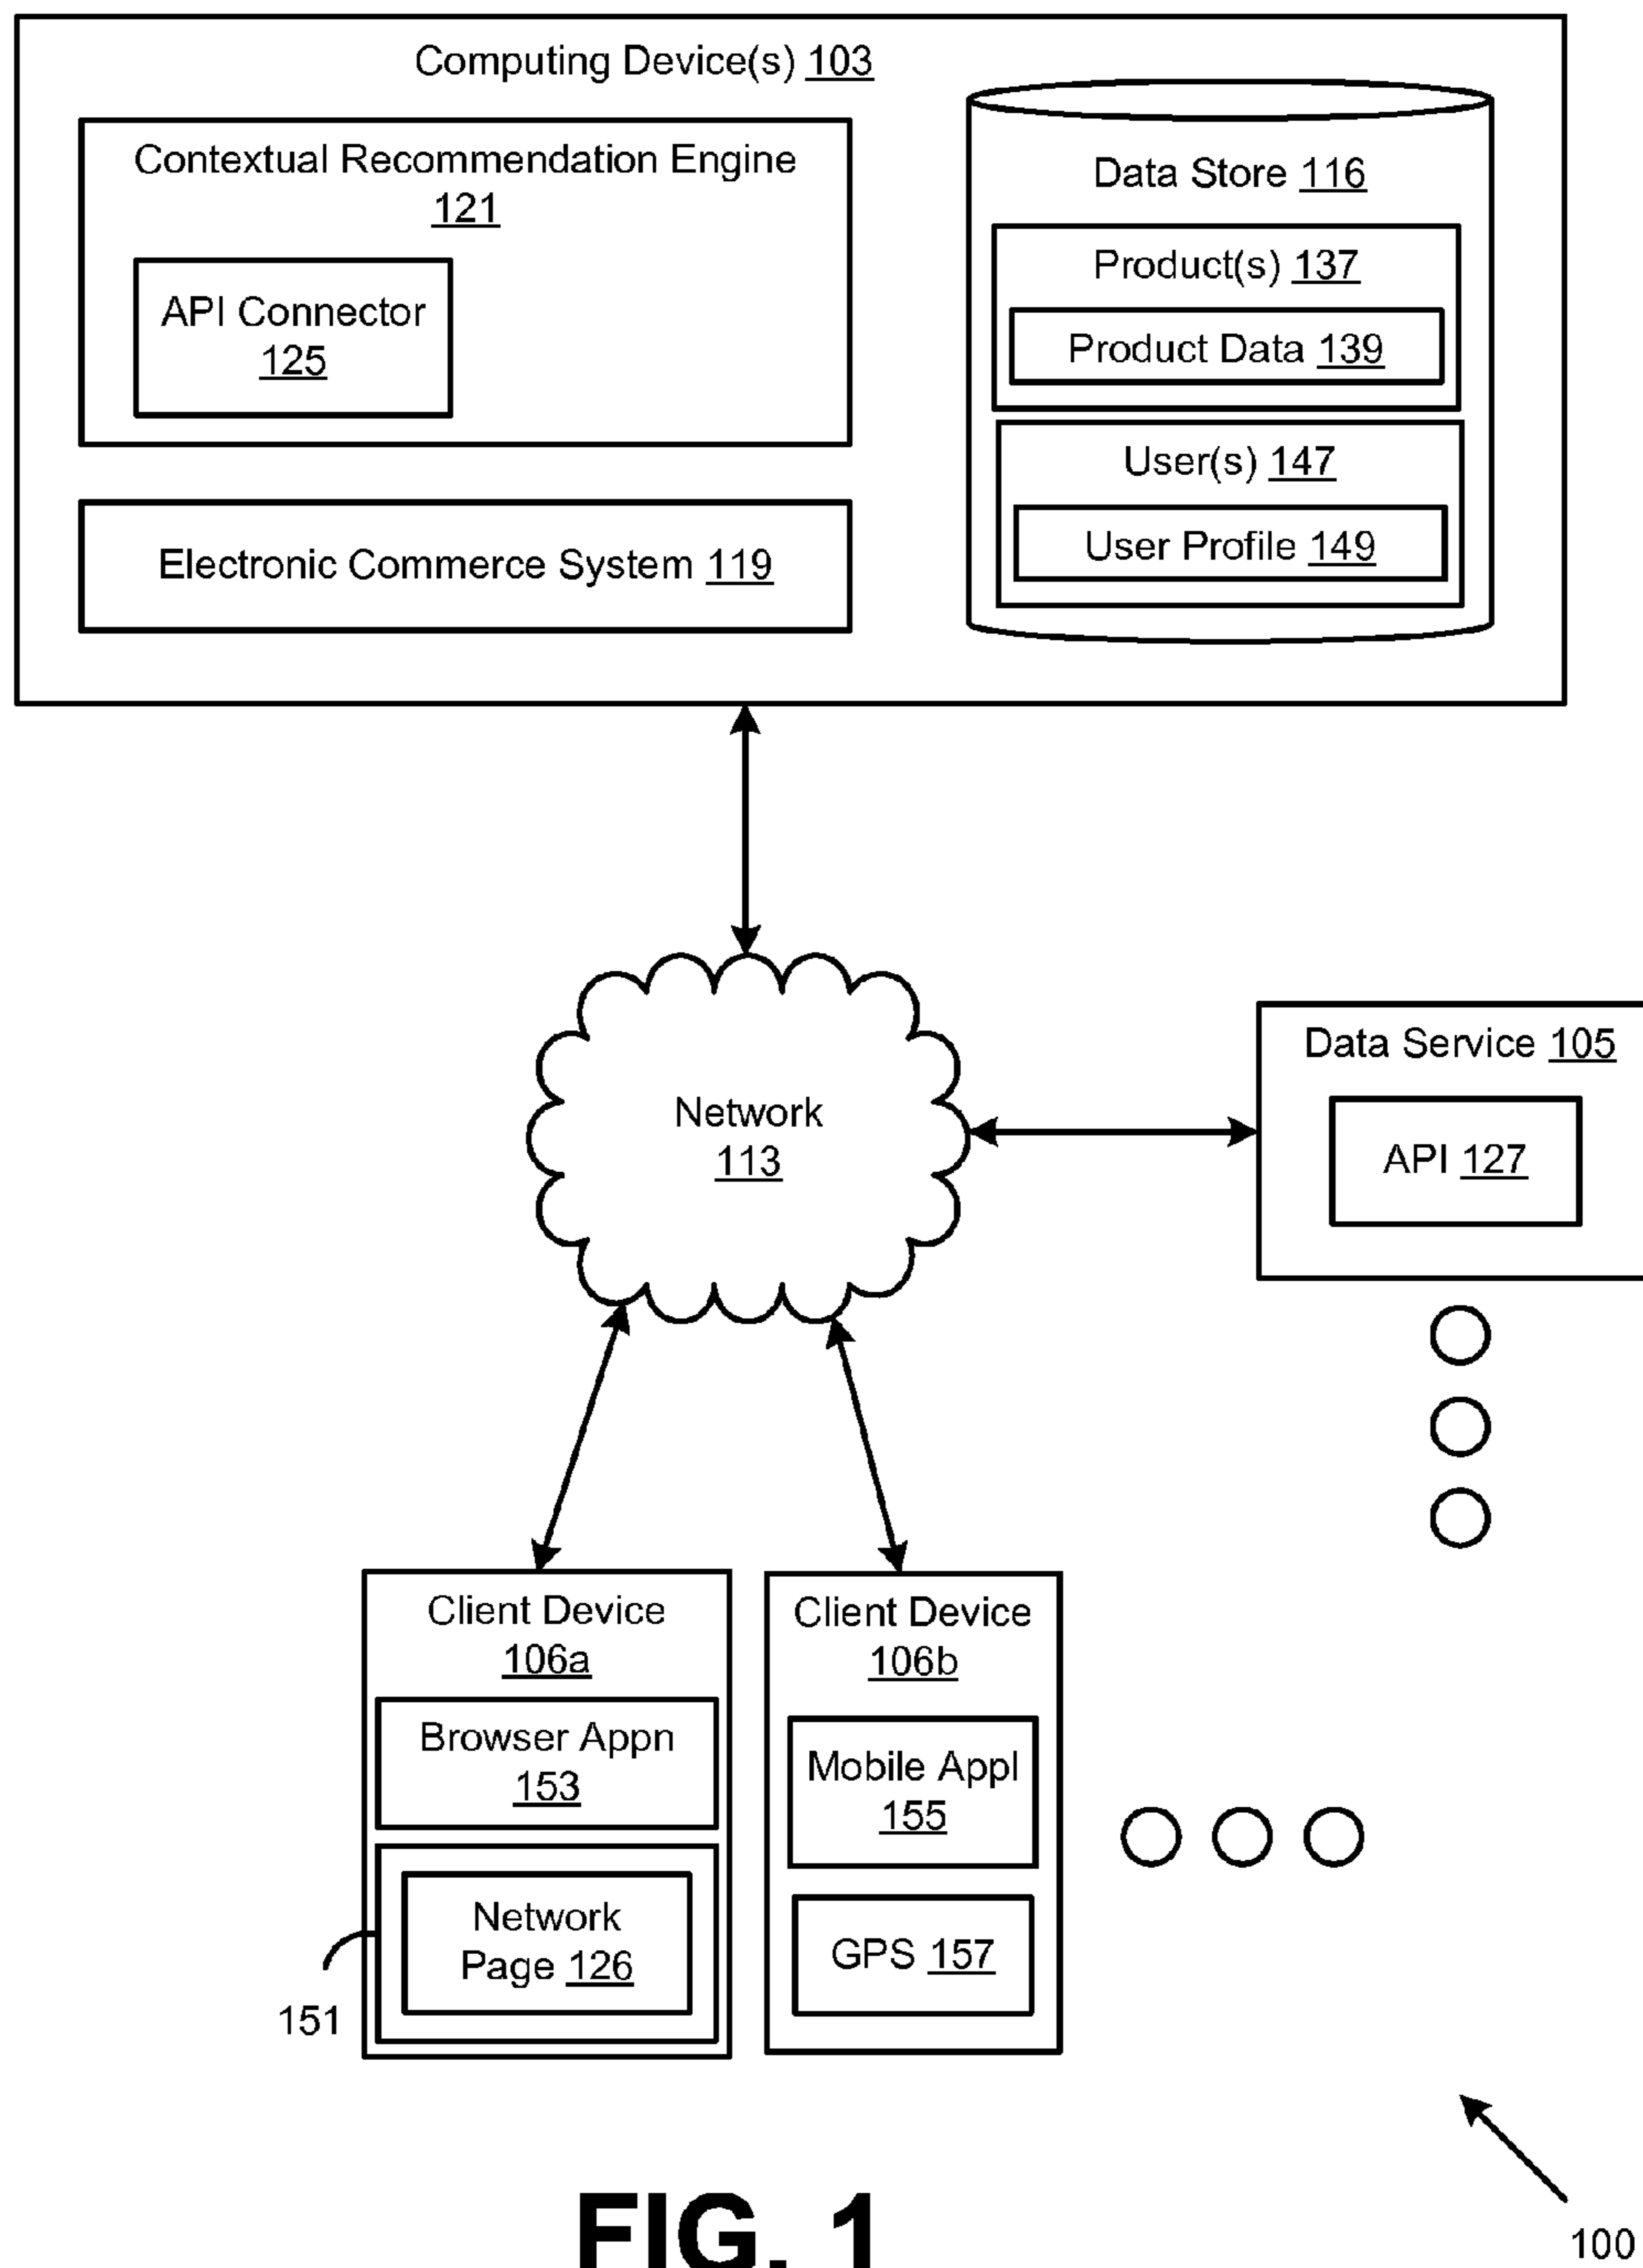 Computing Device(s) 103
Contextual Recommendation Engine
121
API Connector
125
Electronic Commerce System 119
Data Store 116
Product(s) 137
Product Data 139
User(s) 147
User Profile 149
Network
113
Data Service 105
API 127
Client Device
106a
Browser Appn
153
Network
Page 126
151
Client Device
106b
Mobile Appl
155
GPS 157
100
FIG. 1